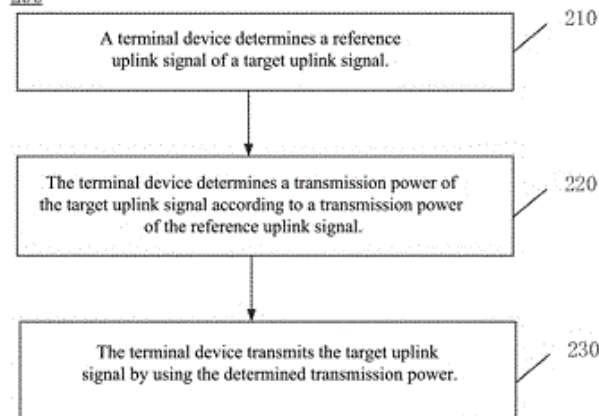 210
A terminal device determines a reference
uplink signal of a target uplink signal.
220
The terminal device determines a transmission power of
the target uplink signal according to a transmission power
of the reference uplink signal.
230
The terminal device transmits the target uplink
signal by using the determined transmission power.